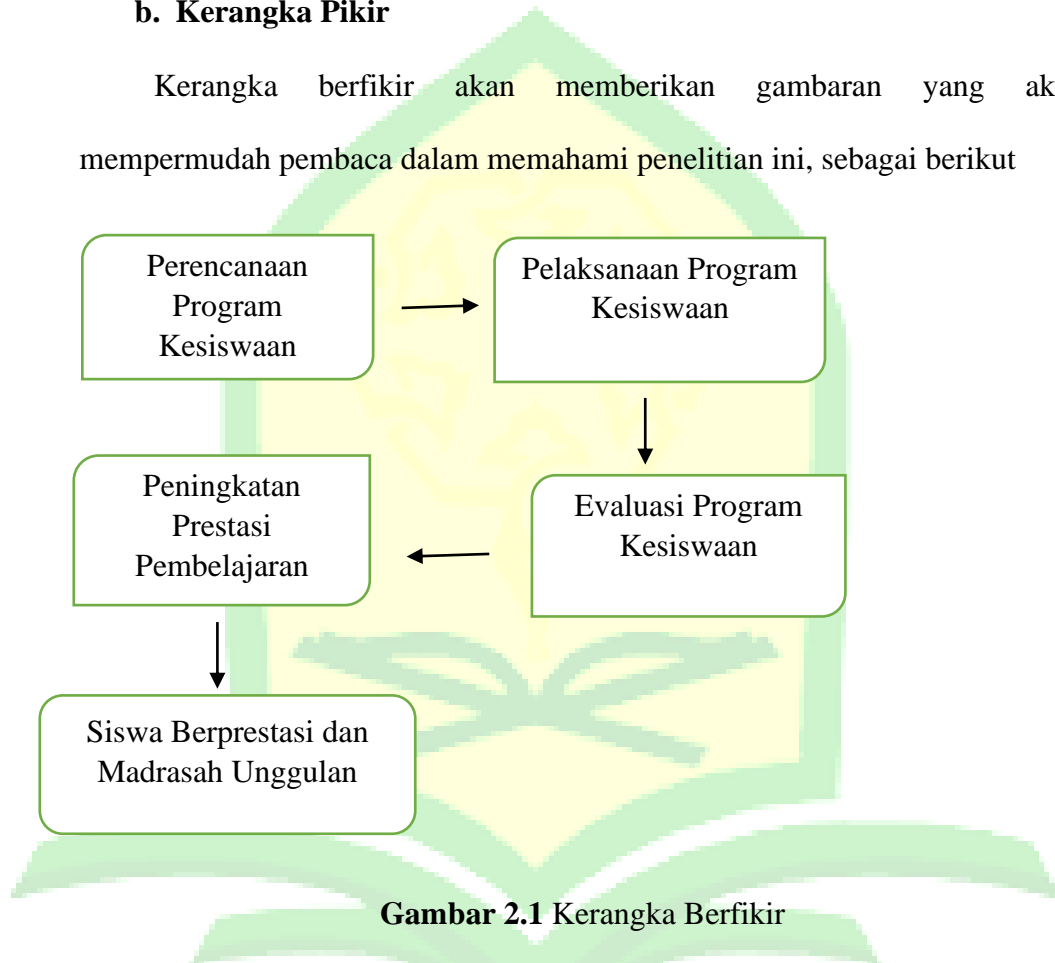 b. Kerangka Pikir
Kerangka berfikir akan memberikan gambaran yang ak
mempermudah pembaca dalam memahami penelitian ini, sebagai berikut
Perencanaan
Program
Kesiswaan
Pelaksanaan Program
Kesiswaan
Evaluasi Program
Kesiswaan
Peningkatan
Prestasi
Pembelajaran
Siswa Berprestasi dan
Madrasah Unggulan
Gambar 2.1 Kerangka Berfikir